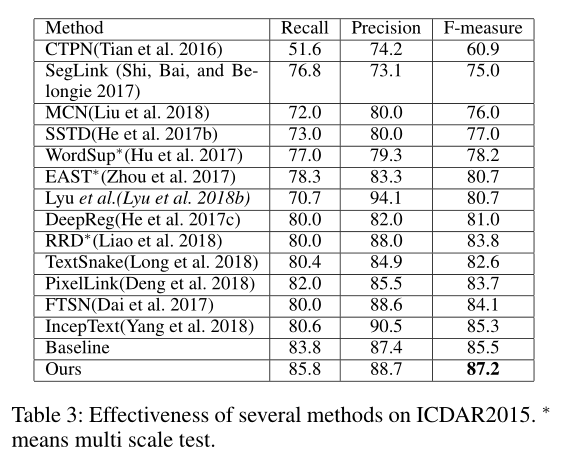 Method Recall Precision F-measure
CTPN(Tian et al. 2016) 51.6 74.2 60.9
SegLink (Shi, Bai, and Be- 76.8 73.1 75.0
longie 2017)
MCN(Liu et al. 2018) 72.0 80.0 76.0
SSTD(He et al. 2017b) 73.0 80.0 77.0
WordSup*(Hu et al. 2017) 77.0 79.3 78.2
EAST*(Zhou et al. 2017) 78.3 83.3 80.7
Lyu et al.(Lyu et al. 2018b) 70.7 94.1 80.7
DeepReg(He et al. 2017c) 80.0 82.0 81.0
RRD*(Liao et al. 2018) 80.0 88.0 83.8
TextSnake(Long et al. 2018) 80.4 84.9 82.6
PixelLink(Deng et al. 2018) 82.0 85.5 83.7
FTSN(Dai et al. 2017) 80.0 88.6 84.1
IncepText(Yang et al. 2018) 80.6 90.5 85.3
Baseline 83.8 87.4 85.5
Ours 85.8 88.7 87.2
Table 3: Effectiveness of several methods on ICDAR2015. *
means multi scale test.